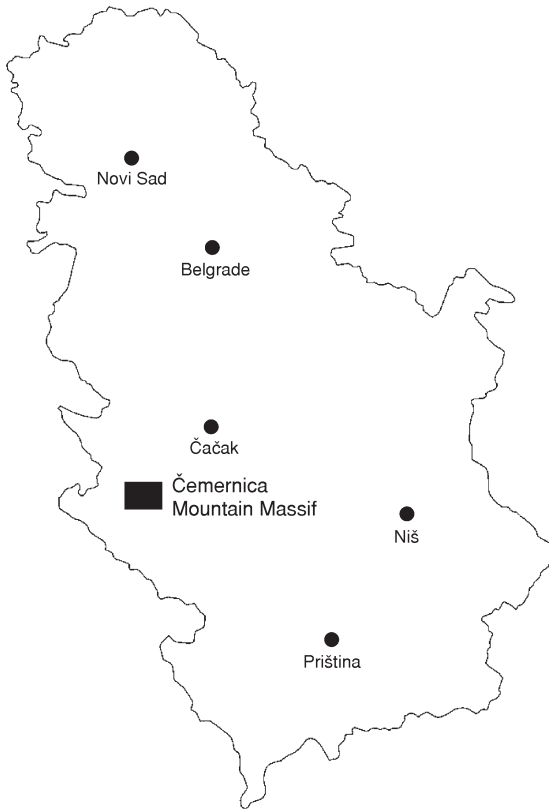 Novi Sad
Belgrade
Čačak
Čemernica
Mountain Massif
Niš
Priština